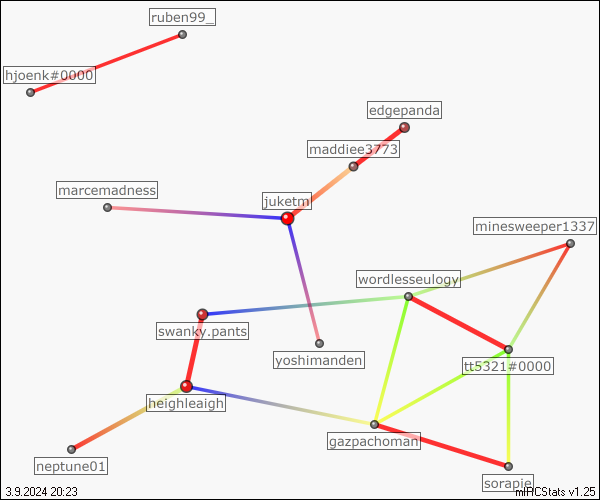 ruben99_
hjoenk#0000
edgepanda
maddiee3773
marcemadness
juketm
minesweeper1337
wordlesseulogy
swanky.pants
yoshimanden
tt5321#0000
heighleaigh
gazpachoman
neptune01
sorapie
3.9.2024 20:23
mIRCStats v1.25